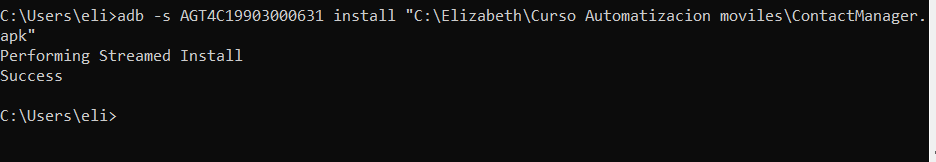 C:\Users\eli>adb -s AGT4C19903000631 install "C:\Elizabeth\Curso Automatizacion moviles\ContactManager.
apk"
Performing Streamed Install
Success
C:\Users\eli>